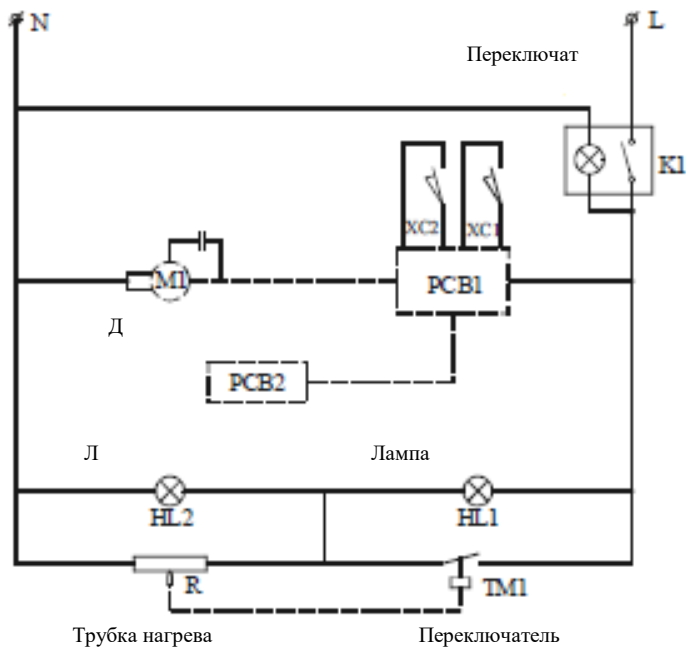 N
L
Переключат
K1
XC2
XC1
M1
PCB1
Д
PCB2
Л
Лампа
HL2
HL1
R
TM1
Трубка нагрева
Переключатель